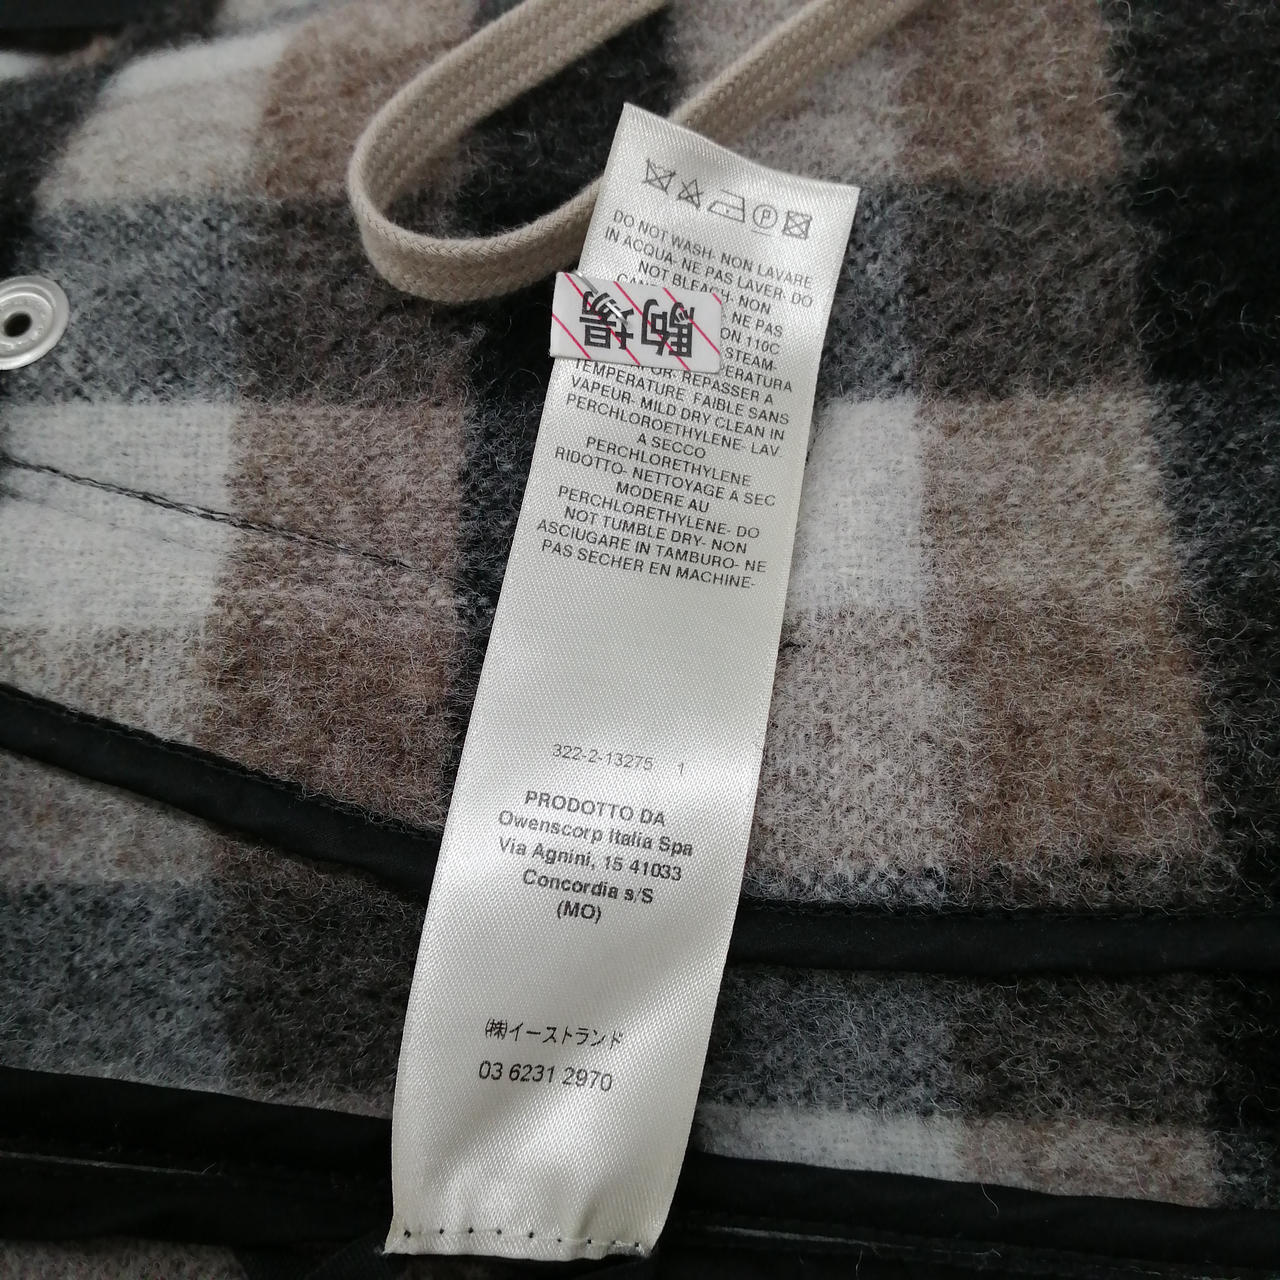 DO NOT WASH- NON LAVARE
IN ACQUA- NE PAS LAVER- DO
NOT BLEACH- NON
NE PAS
ON 110C
STEAM-
ERATURA
OR- REPASSER A
TEMPERATURE FAIBLE SANS
VAPEUR- MILD DRY CLEAN IN
PERCHLOROETHYLENE- LAV.
A SECCO
PERCHLORETHYLENE
RIDOTTO- NETTOYAGE A SEC
MODERE AU
PERCHLORETHYLENE- DO
NOT TUMBLE DRY- NON
ASCIUGARE IN TAMBURO- NE
PAS SECHER EN MACHINE-
322-2-13275 1
PRODOTTO DA
Owenscorp Italia Spa
Via Agnini, 15 41033
Concordia s/S
(MO)
㈱イーストランド
03 6231 2970